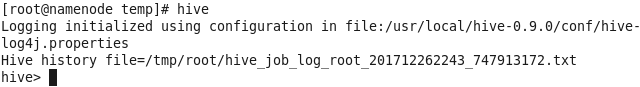 [root@namenode temp]# hive
Logging initialized using configuration in file:/usr/local/hive-0.9.0/conf/hive-
log4j.properties
Hive history file=/tmp/root/hive_job_log_root_201712262243_747913172.txt
hive>